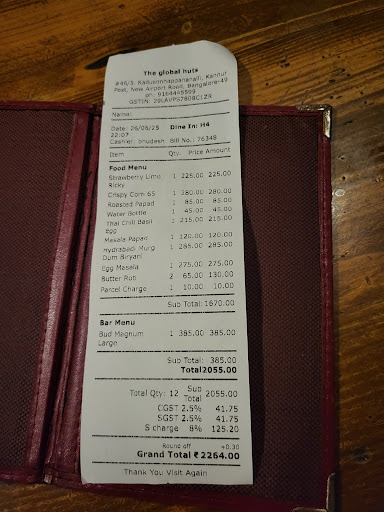 The global huts
#46/3, Kadusonnappanahalli, Kannur
Post, New Airport Road, Bangalore-49
ph: 9164445599
GSTIN:
Name:
Date: 26/06/25 Dine In: H4
22:07
Cashier: bhudesh Bill No.: 76348
Item Qty. Price Amount
Food Menu
Strawberry Lime 1 225.00 225.00
Ricky
Crispy Corn 65 1 280.00 280.00
Roasted Papad 1 85.00 85.00
Water Bottle 1 45.00 45.00
Thai Chili Basil 1 215.00 215.00
Egg
Masala Papad 1 120.00 120.00
Hydrabadi Murg 1 285.00 285.00
Dum Biryani
Egg Masala 1 275.00 275.00
Butter Roti 2 65.00 130.00
Parcel Charge 1 10.00 10.00
Sub Total: 1670.00
Bar Menu
Bud Magnum 1 385.00 385.00
Large
Sub Total: 385.00
Total2055.00
Total Qty: 12 Sub 2055.00
Total
CGST 2.5% 41.75
SGST 2.5% 41.75
S charge 8% 125.20
Round off +0.30
Grand Total ₹ 2264.00
Thank You Visit Again